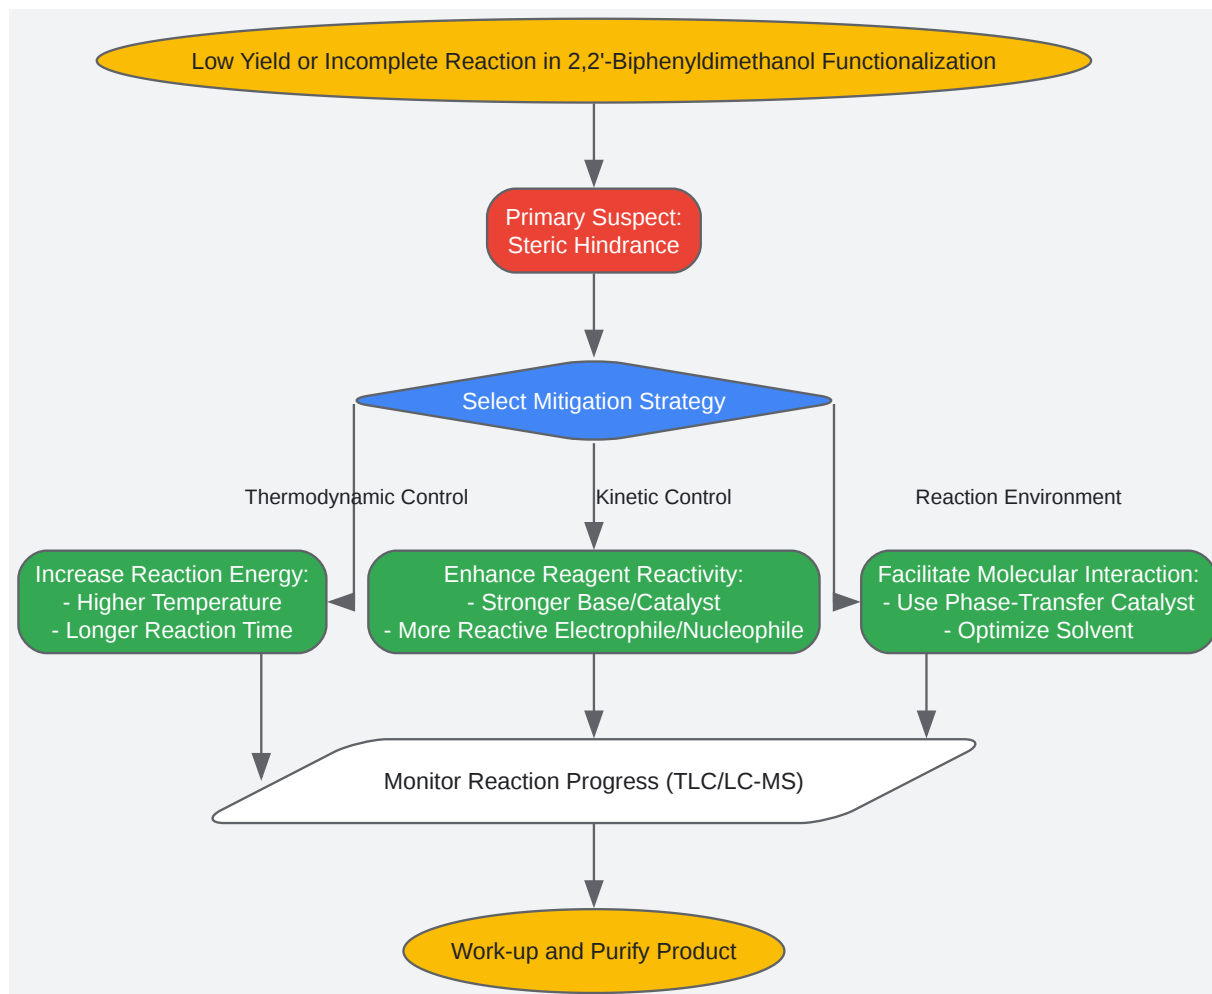 Low Yield or Incomplete Reaction in 2,2'-Biphenyldimethanol Functionalization
Primary Suspect:
Steric Hindrance
Select Mitigation Strategy
Thermodynamic Control
Kinetic Control
Reaction Environment
Increase Reaction Energy:
- Higher Temperature
- Longer Reaction Time
Enhance Reagent Reactivity:
- Stronger Base/Catalyst
- More Reactive Electrophile/Nucleophile
Facilitate Molecular Interaction:
- Use Phase-Transfer Catalyst
- Optimize Solvent
Monitor Reaction Progress (TLC/LC-MS)
Work-up and Purify Product